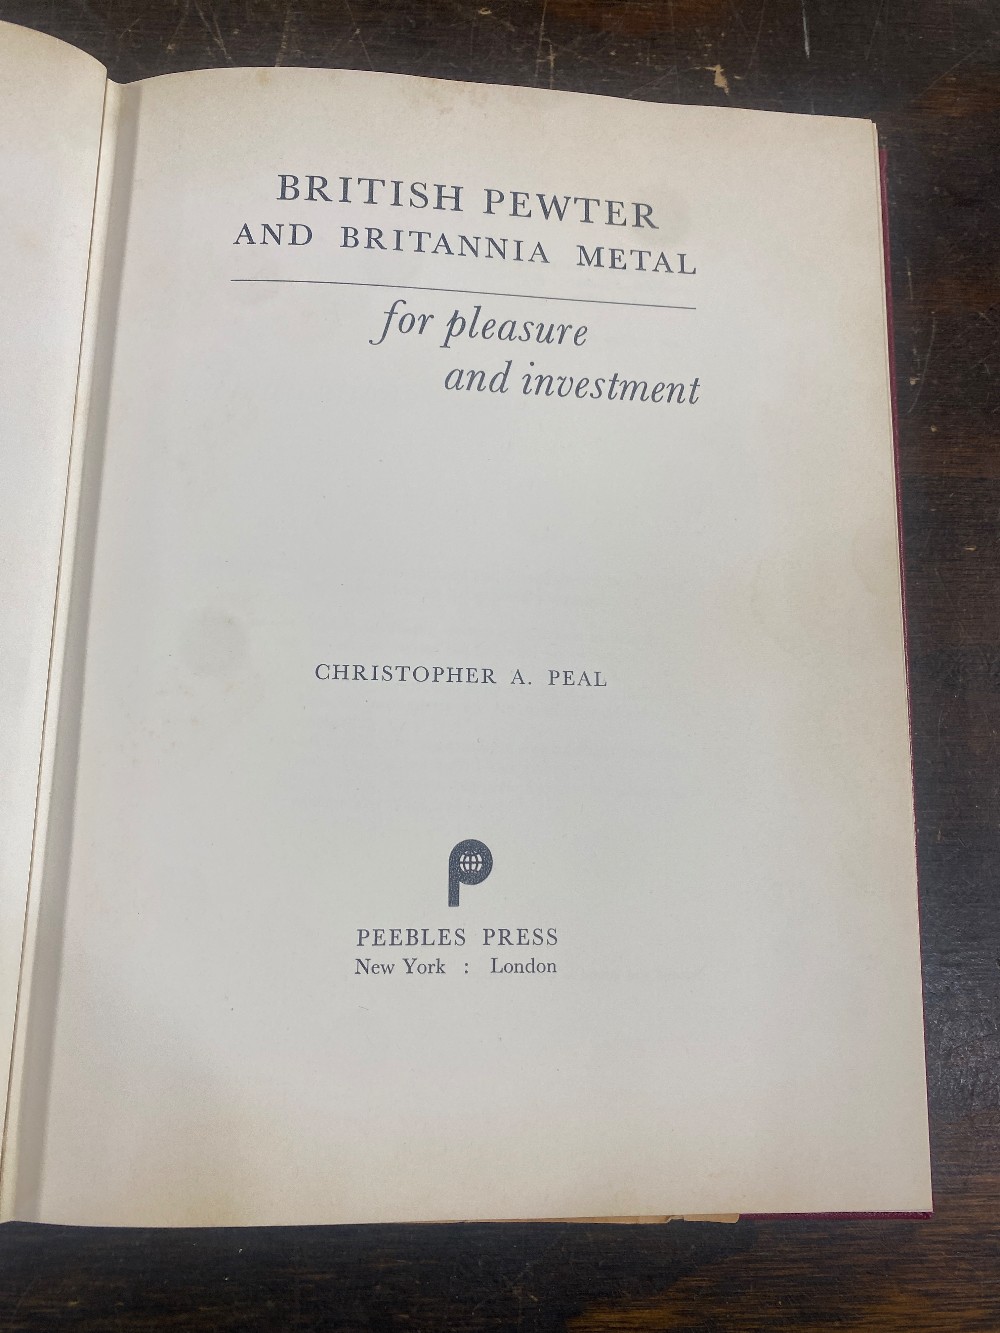 BRITISH PEWTER
AND BRITANNIA METAL
for pleasure
and investment
CHRISTOPHER A. PEAL
PEEBLES PRESS
New York : London